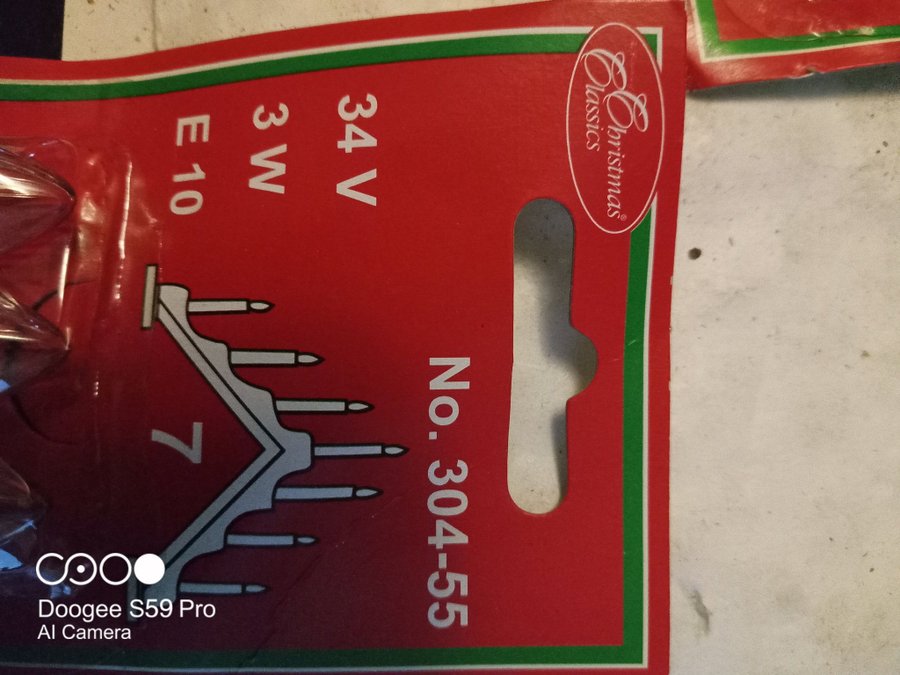 Christmas®
Classics
34 V
3 W
E 10
No. 304-55
7
Doogee S59 Pro
AI Camera